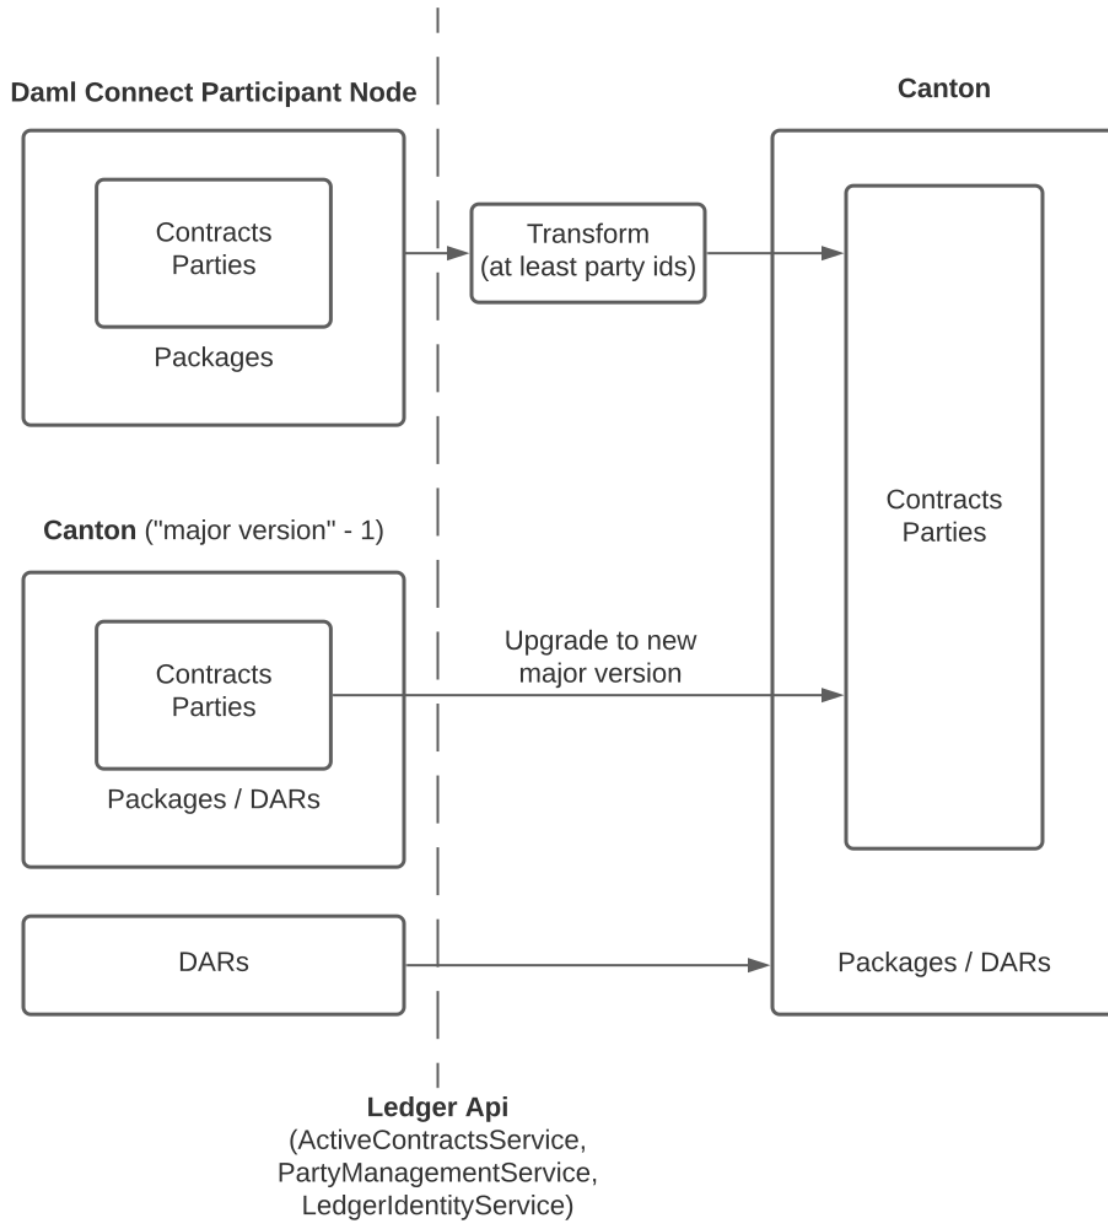 Daml Connect Participant Node
Canton
Contracts
Parties
Packages
Transform
(at least party ids)
Canton ("major version" - 1)
Contracts
Parties
Packages / DARs
Upgrade to new
major version
Contracts
Parties
DARs
Packages / DARs
Ledger Api
(ActiveContractsService,
PartyManagementService,
LedgerIdentityService)